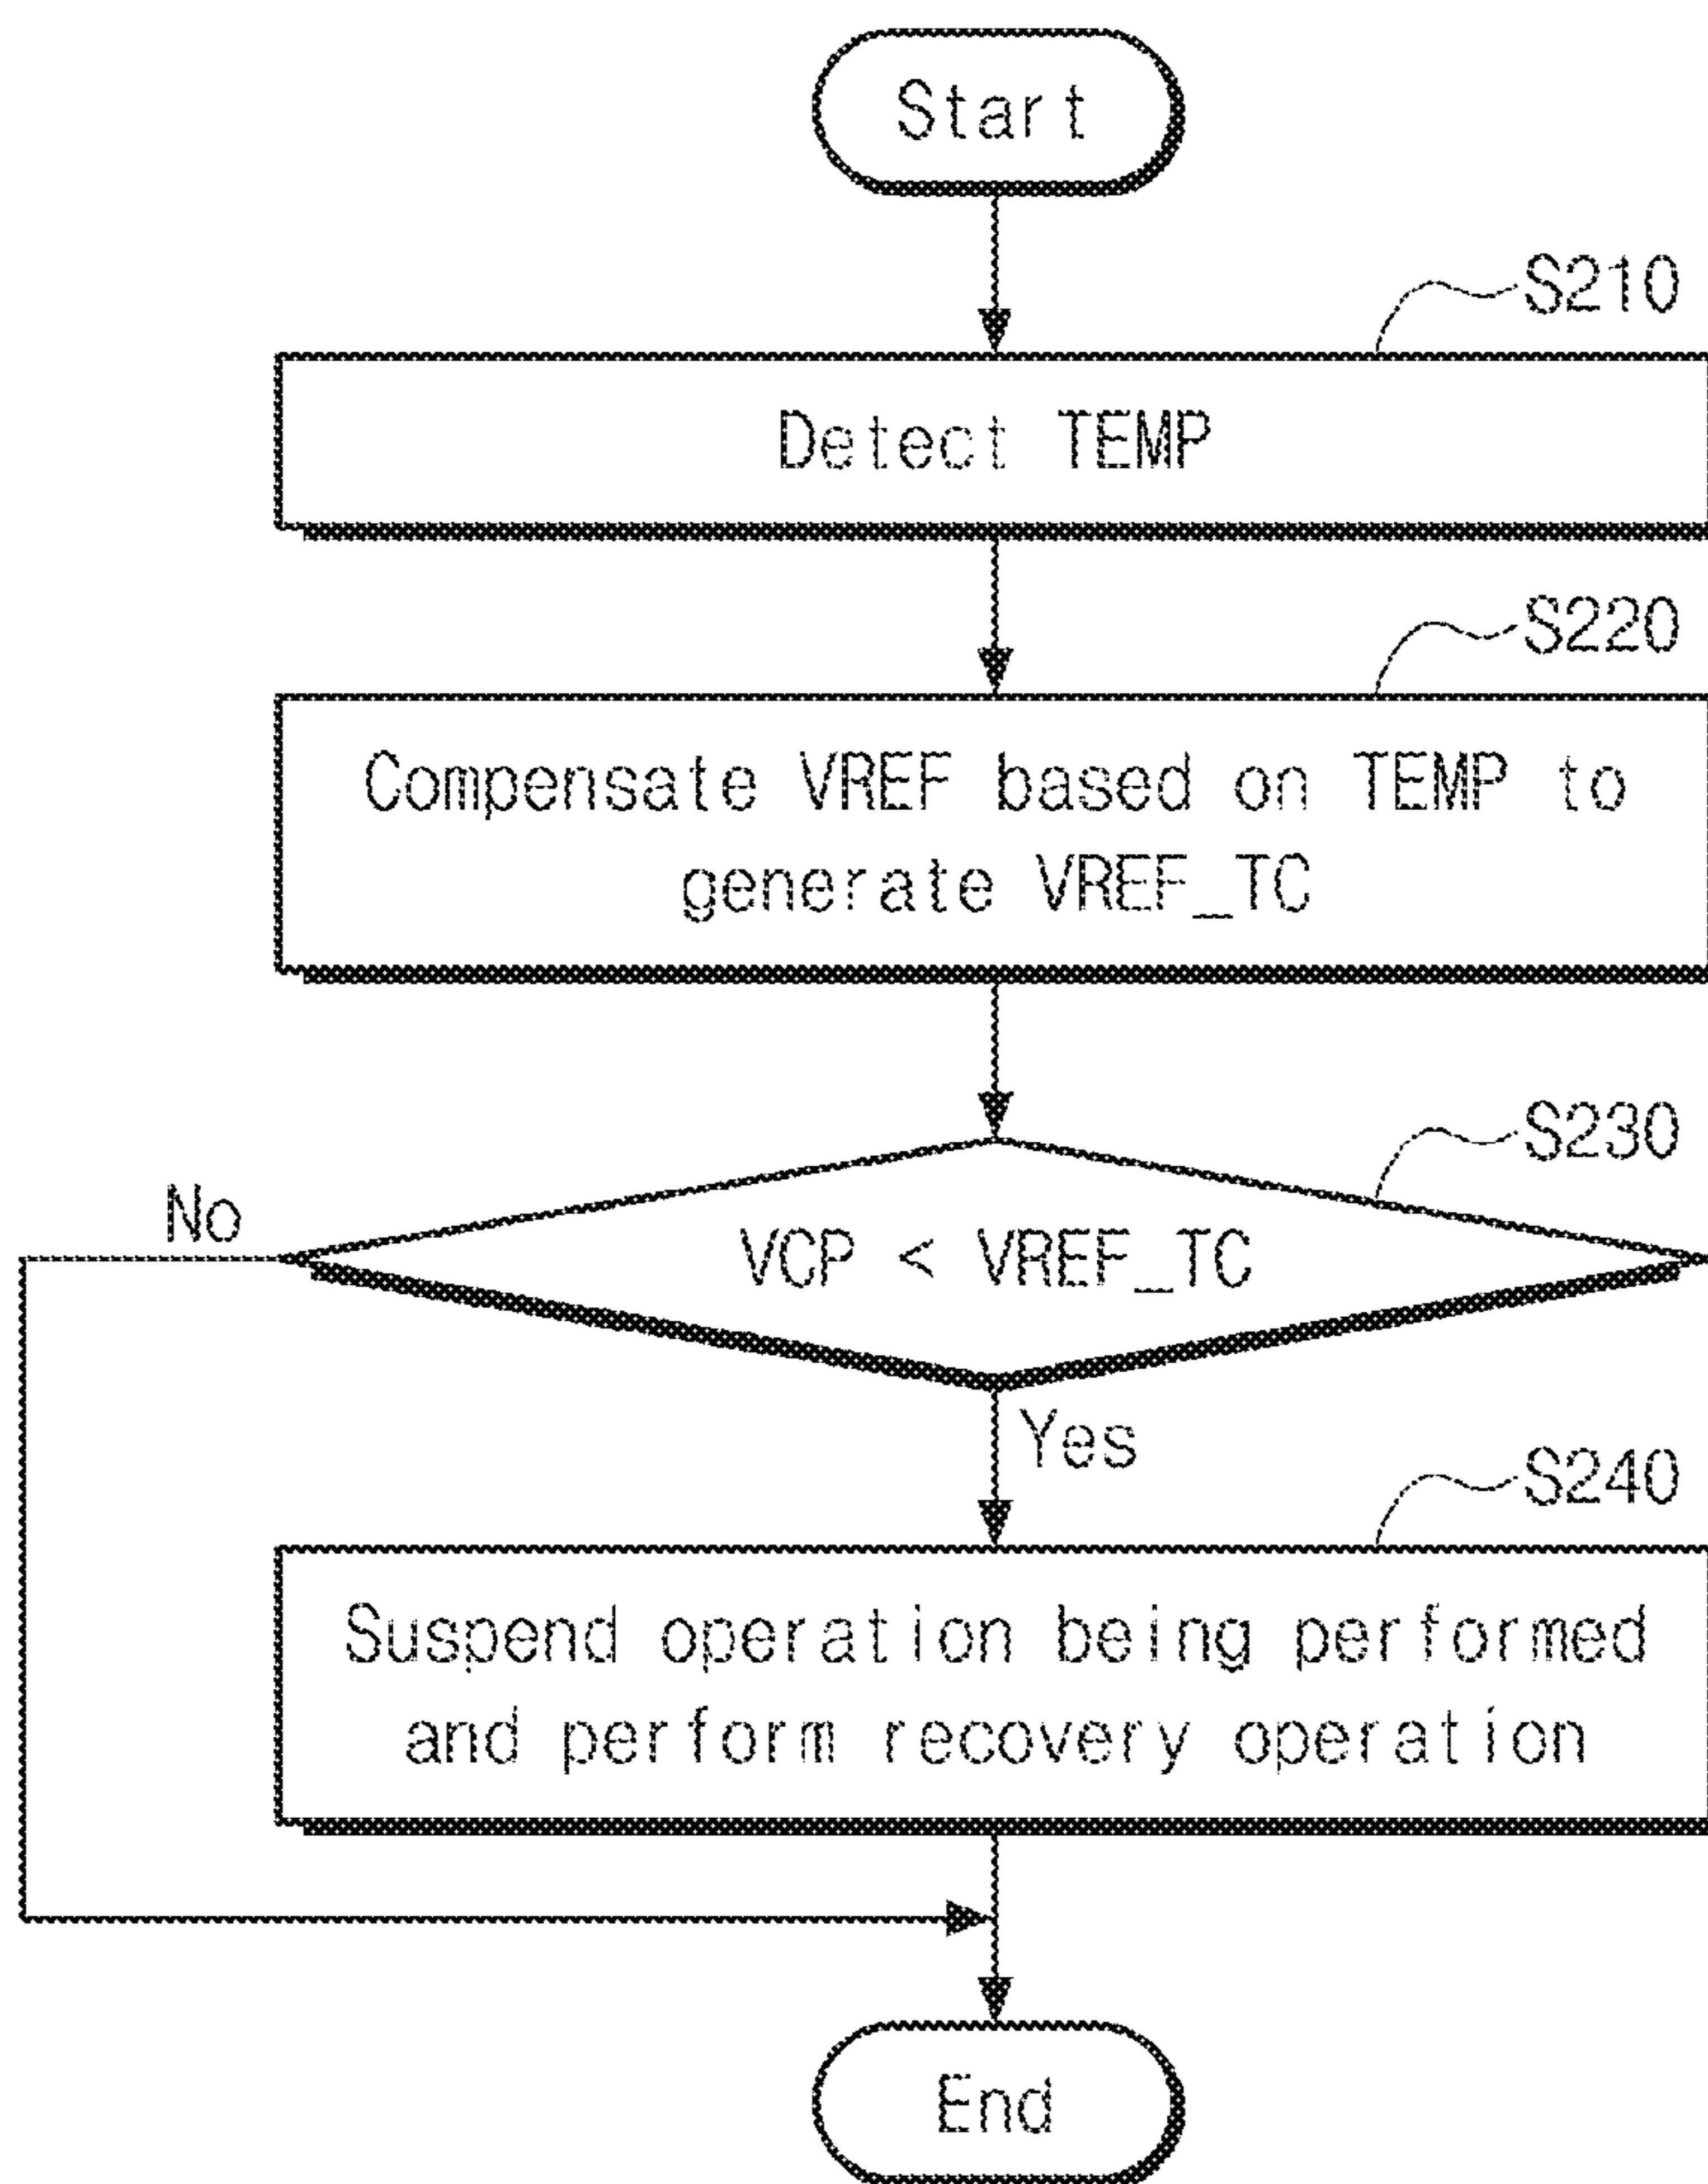 Start
S210
Detect TEMP
S220
Compensate VREF based on TEMP to
generate VREF_TC
S230
No
VCP < VREF_TC
Yes
S240
Suspend operation being performed
and perform recovery operation
End